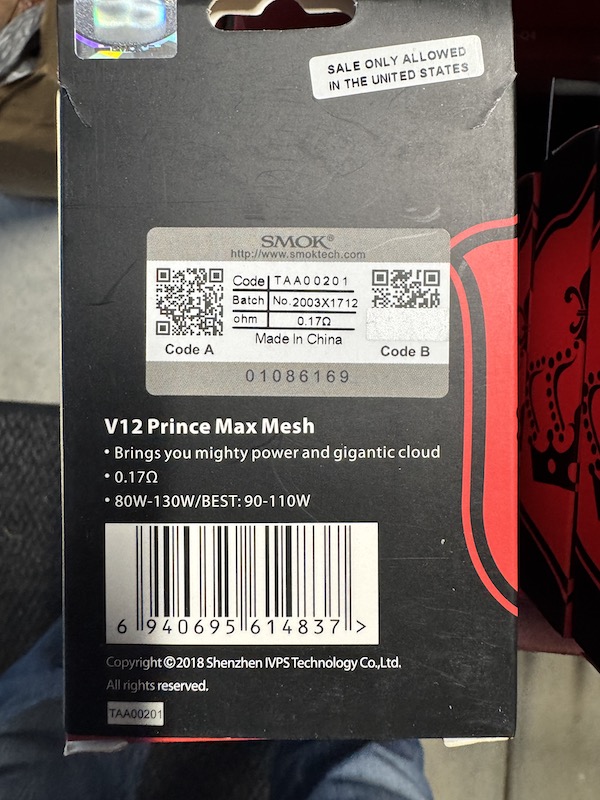 SALE ONLY ALLOWED
IN THE UNITED STATES
SMOK®
http://www.smoktech.com
Code TAA00201
Batch No.2003X1712
ohm 0.17Ω
Made In China
Code A
Code B
01086169
V12 Prince Max Mesh
• Brings you mighty power and gigantic cloud
• 0.17Ω
• 80W-130W/BEST: 90-110W
6 940695 614837 >
Copyright©2018 Shenzhen IVPS Technology Co.,Ltd.
All rights reserved.
TAA00201